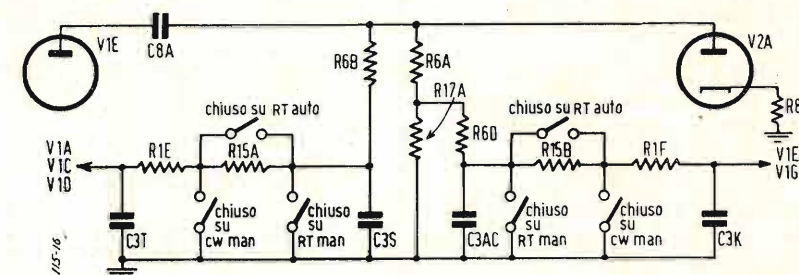 V1E
C8A
R6B
R6A
V2A
R17A
R6D
R8
chiuso su RT auto
chiuso su RT auto
V1A
V1C
V1D
R1E
R15A
R15B
R1F
V1E
V1G
chiuso
su
cw man
chiuso
su
RT man
chiuso
su
RT man
chiuso
su
cw man
C3T
C3S
C3AC
C3K
115-16